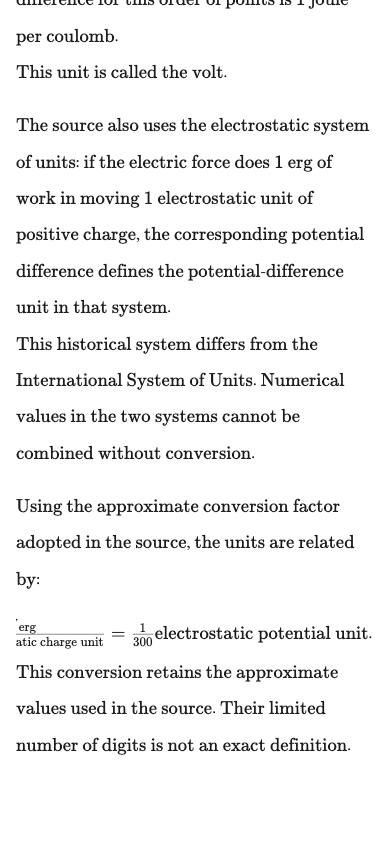 per coulomb.
This unit is called the volt.
The source also uses the electrostatic system
of units: if the electric force does 1 erg of
work in moving 1 electrostatic unit of
positive charge, the corresponding potential
difference defines the potential-difference
unit in that system.
This historical system differs from the
International System of Units. Numerical
values in the two systems cannot be
combined without conversion.
Using the approximate conversion factor
adopted in the source, the units are related
by:
erg / atic charge unit = 1/300 electrostatic potential unit.
This conversion retains the approximate
values used in the source. Their limited
number of digits is not an exact definition.